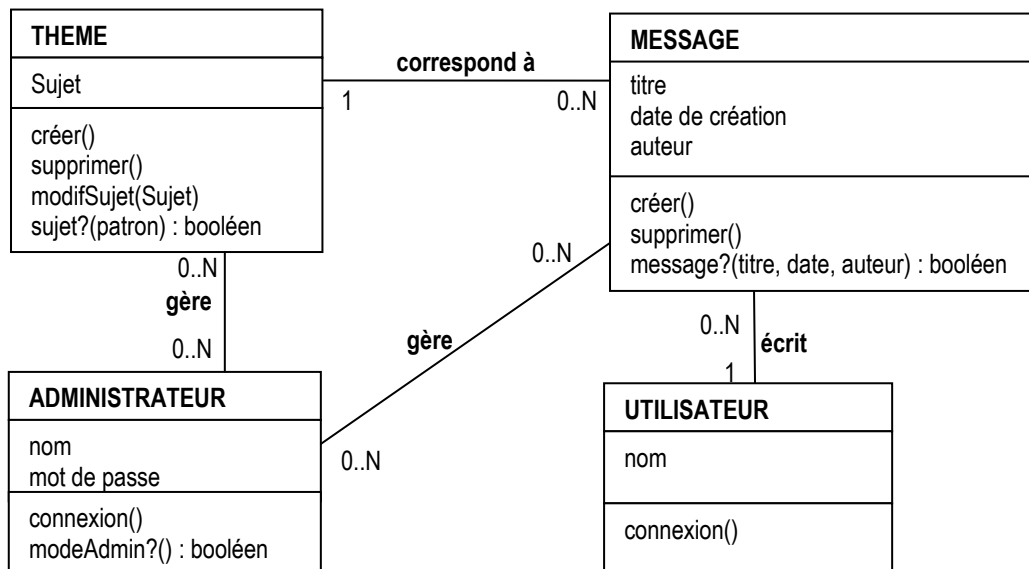 THEME
Sujet
créer()
supprimer()
modifSujet(Sujet)
sujet?(patron) : booléen
correspond à
1
0..N
MESSAGE
titre
date de création
auteur
créer()
supprimer()
message?(titre, date, auteur) : booléen
0..N
gère
0..N
0..N
gère
0..N
0..N
écrit
1
ADMINISTRATEUR
nom
mot de passe
connexion()
modeAdmin?() : booléen
UTILISATEUR
nom
connexion()